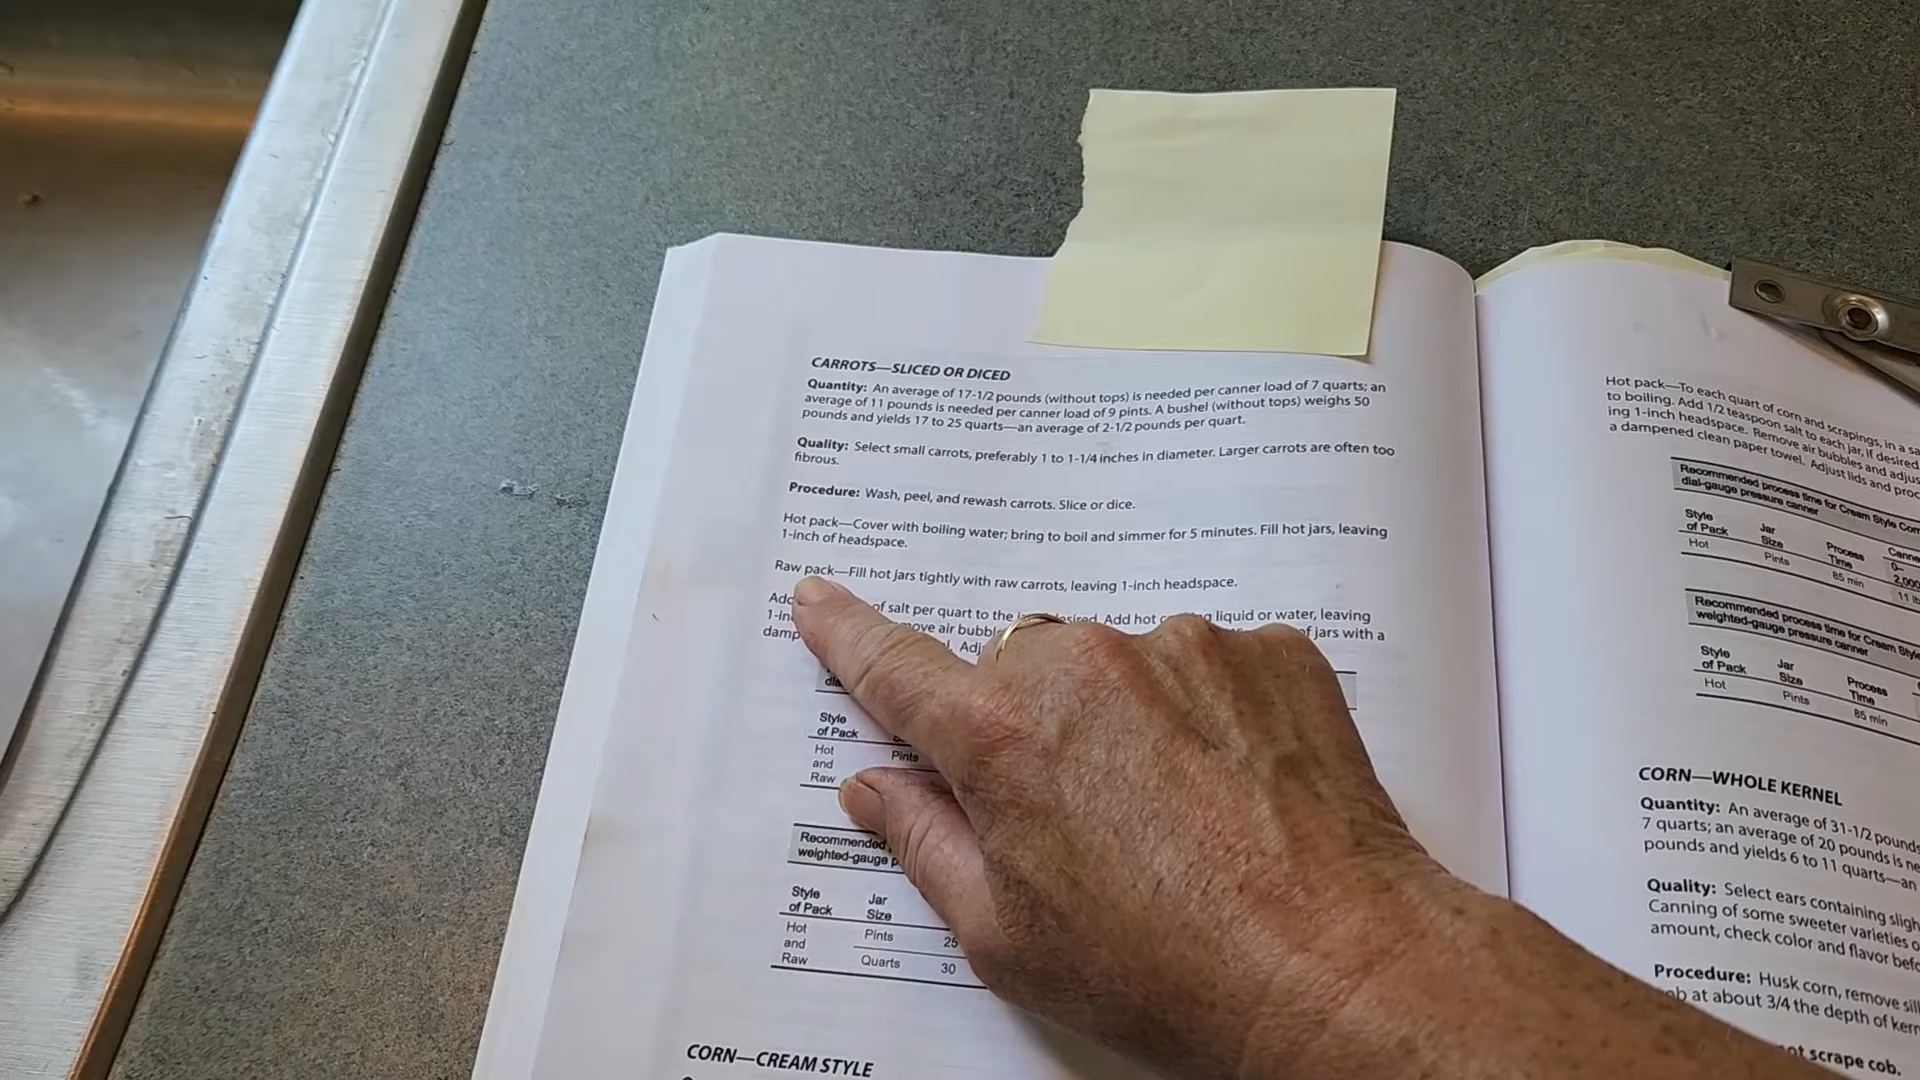 CARROTS—SLICED OR DICED
Quantity: An average of 17-1/2 pounds (without tops) is needed per canner load of 7 quarts; an
average of 11 pounds is needed per canner load of 9 pints. A bushel (without tops) weighs 50
pounds and yields 17 to 25 quarts—an average of 2-1/2 pounds per quart.
Quality: Select small carrots, preferably 1 to 1-1/4 inches in diameter. Larger carrots are often too
fibrous.
Procedure: Wash, peel, and rewash carrots. Slice or dice.
Hot pack—Cover with boiling water; bring to boil and simmer for 5 minutes. Fill hot jars, leaving
1-inch of headspace.
Raw pack—Fill hot jars tightly with raw carrots, leaving 1-inch headspace.
of salt per quart to the Add hot liquid or water, leaving
air of jars with a
Style
of Pack
Hot Pints
and
Raw
Recommended
weighted-gauge
Style Jar
of Pack Size
Hot Pints 25
and
Raw Quarts 30
CORN—CREAM STYLE
Hot pack—To each quart of corn and scrapings, in a
to boiling. Add 1/2 teaspoon salt to each jar, if desired
ing 1-inch headspace. Remove air bubbles and
a dampened clean paper towel. Adjust lids and
Recommended process time for Cream Style
dial-gauge pressure canner
Style Jar Process
of Pack Size Time 0–
Hot Pints 85 min 11
Recommended process time for Cream
weighted-gauge pressure canner
Style Jar Process
of Pack Size Time
Hot Pints 85 min
CORN—WHOLE KERNEL
Quantity: An average of 31-1/2 pounds
7 quarts; an average of 20 pounds is
pounds and yields 6 to 11 quarts—an
Quality: Select ears containing
Canning of some sweeter varieties
amount, check color and flavor
Procedure: Husk corn, remove
at about 3/4 the depth of
scrape cob.